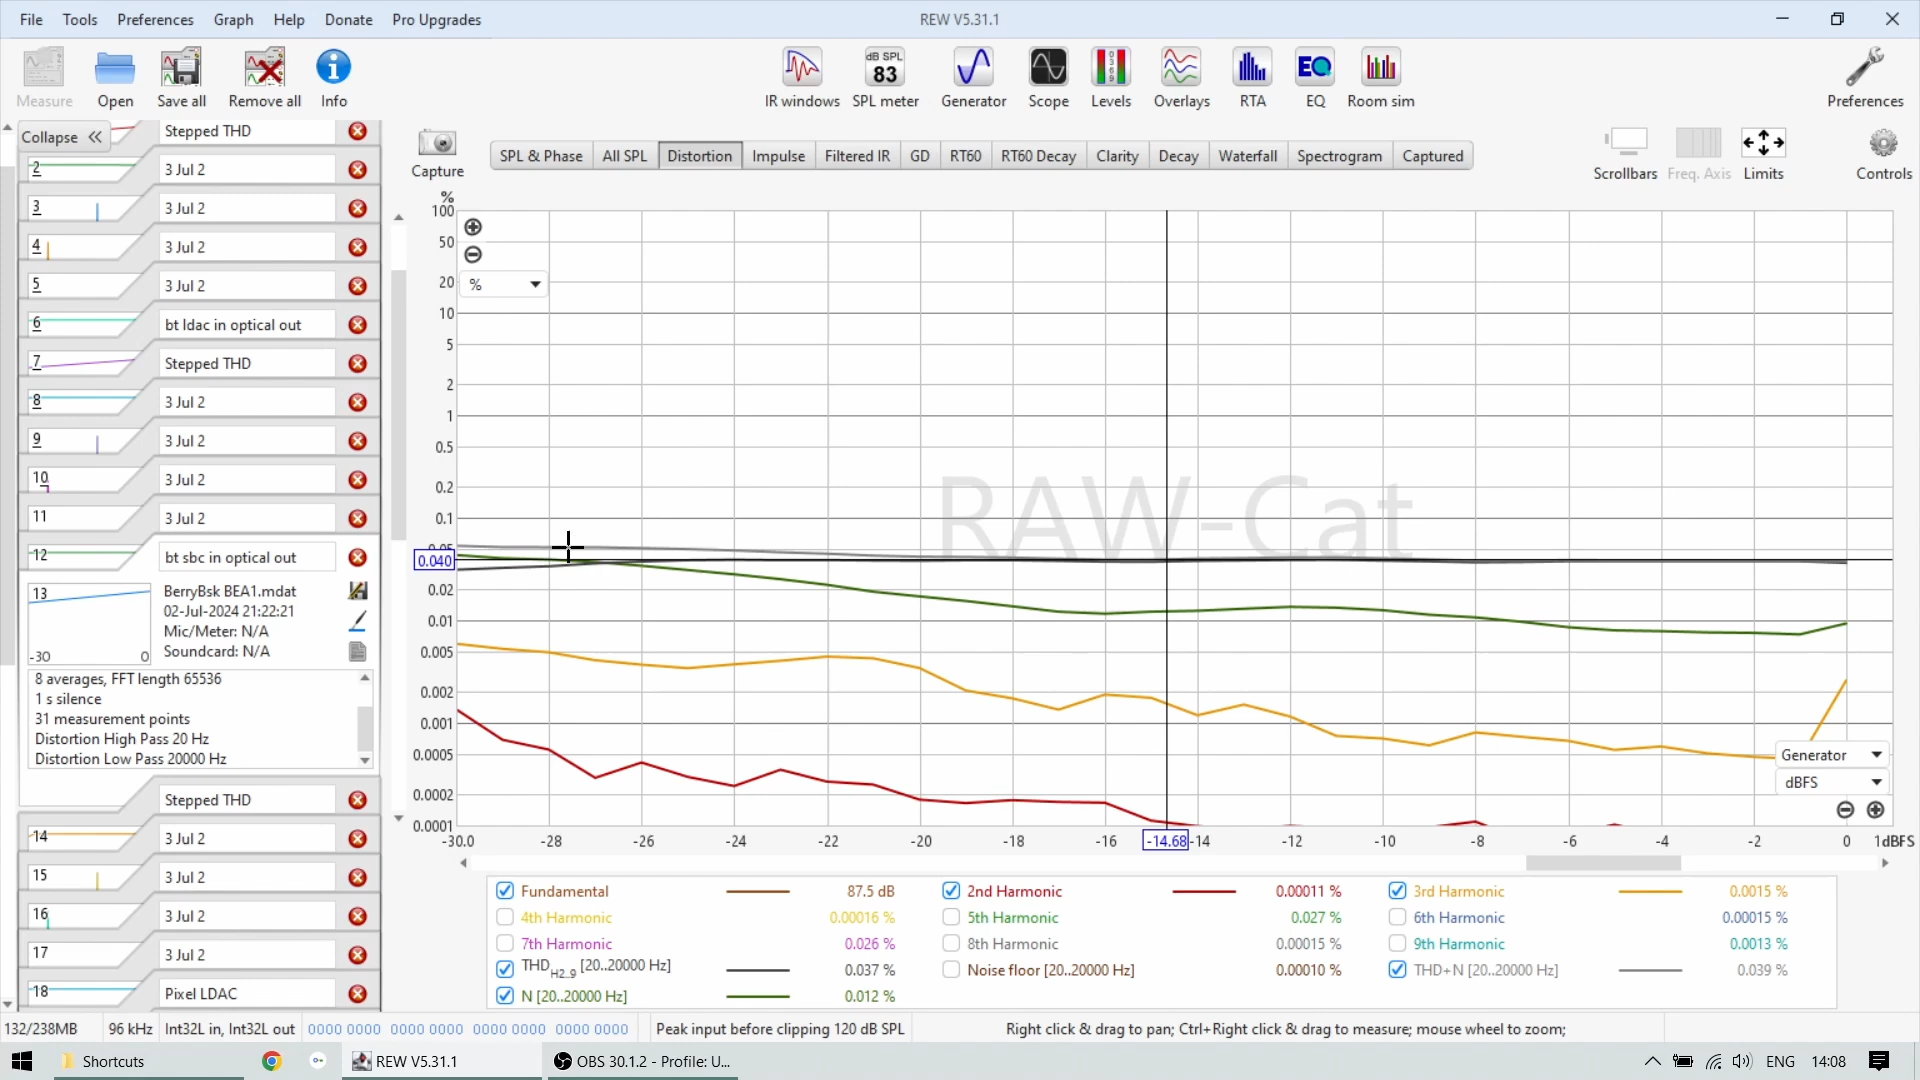 File Tools Preferences Graph Help Donate Pro Upgrades
REW V5.31.1
Measure Open Save all Remove all Info
dB SPL
83
EQ
IR windows SPL meter Generator Scope Levels Overlays RTA EQ Room sim
Preferences
Collapse
Stepped THD
2 3 Jul 2
3 3 Jul 2
4 3 Jul 2
5 3 Jul 2
6 bt ldac in optical out
7 Stepped THD
8 3 Jul 2
9 3 Jul 2
10 3 Jul 2
11 3 Jul 2
12 bt sbc in optical out
13
-30 0
BerryBsk BEA1.mdat
02-Jul-2024 21:22:21
Mic/Meter: N/A
Soundcard: N/A
8 averages, FFT length 65536
1 s silence
31 measurement points
Distortion High Pass 20 Hz
Distortion Low Pass 20000 Hz
Stepped THD
14 3 Jul 2
15 3 Jul 2
16 3 Jul 2
17 3 Jul 2
18 Pixel LDAC
Capture
SPL & Phase All SPL Distortion Impulse Filtered IR GD RT60 RT60 Decay Clarity Decay Waterfall Spectrogram Captured
Scrollbars Freq. Axis Limits Controls
%
100
50
20
%
10
5
2
1
0.5
0.2
0.1
0.05
0.040
0.02
0.01
0.005
0.002
0.001
0.0005
0.0002
0.0001
RAW-Cat
Generator
dBFS
-30.0 -28 -26 -24 -22 -20 -18 -16 -14.68 -14 -12 -10 -8 -6 -4 -2 0 1dBFS
Fundamental 87.5 dB 2nd Harmonic 0.00011 % 3rd Harmonic 0.0015 %
4th Harmonic 0.00016 % 5th Harmonic 0.027 % 6th Harmonic 0.00015 %
7th Harmonic 0.026 % 8th Harmonic 0.00015 % 9th Harmonic 0.0013 %
THD H2..9 [20..20000 Hz] 0.037 % Noise floor [20..20000 Hz] 0.00010 % THD+N [20..20000 Hz] 0.039 %
N [20..20000 Hz] 0.012 %
132/238MB 96 kHz Int32L in, Int32L out 0000 0000 0000 0000 0000 0000 0000 0000 Peak input before clipping 120 dB SPL Right click & drag to pan; Ctrl+Right click & drag to measure; mouse wheel to zoom;
Shortcuts REW V5.31.1 OBS 30.1.2 - Profile: U... ENG 14:08